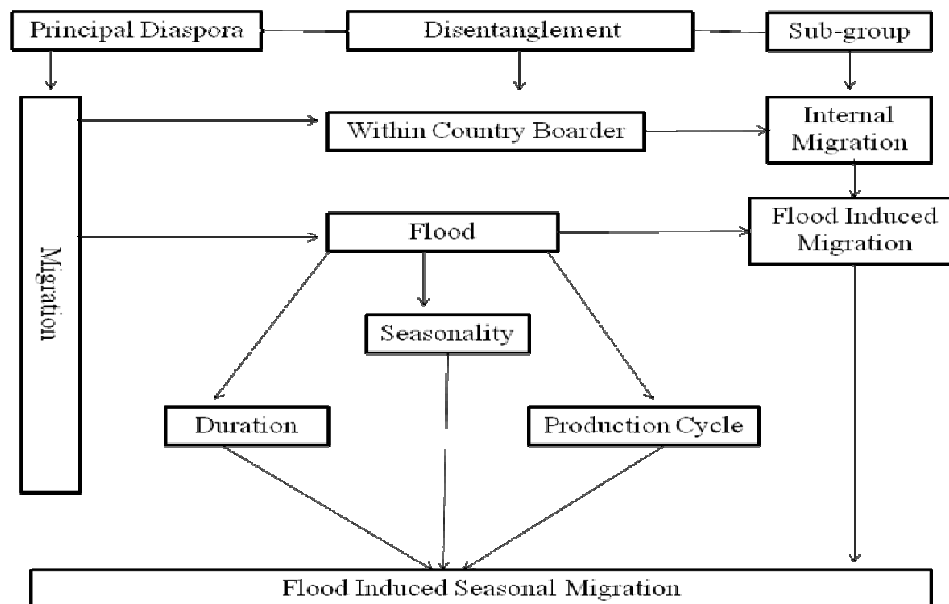 Principal Diaspora
Disentanglement
Sub-group
Within Country Boarder
Internal
Migration
Migration
Flood
Flood Induced
Migration
Seasonality
Duration
Production Cycle
Flood Induced Seasonal Migration